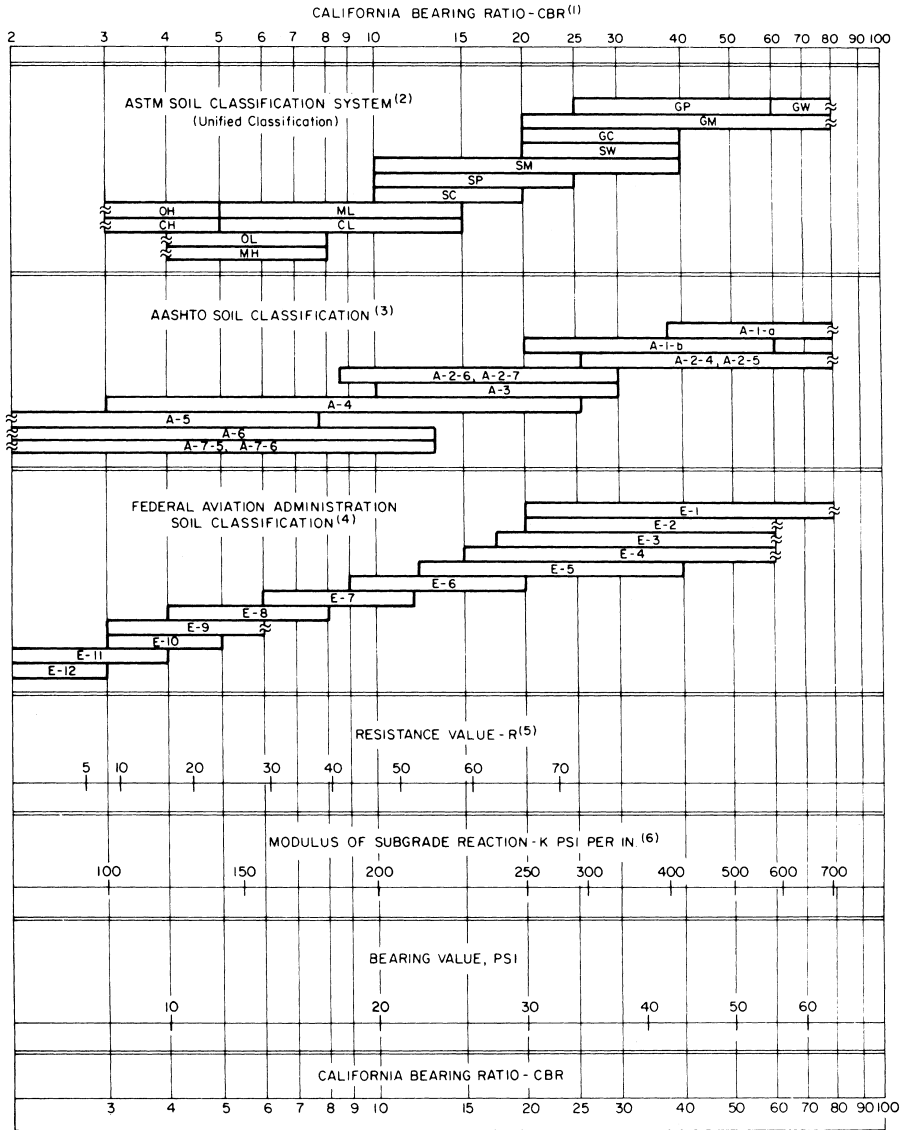 CALIFORNIA BEARING RATIO-CBR(1)
2 3 4 5 6 7 8 9 10 15 20 25 30 40 50 60 70 80 90 100
ASTM SOIL CLASSIFICATION SYSTEM(2)
(Unified Classification)
GP GW
GM
GC
SW
SM
SP
SC
OH ML
CH CL
OL
MH
AASHTO SOIL CLASSIFICATION(3)
A-1-a
A-1-b
A-2-4, A-2-5
A-2-6, A-2-7
A-3
A-4
A-5
A-6
A-7-5, A-7-6
FEDERAL AVIATION ADMINISTRATION
SOIL CLASSIFICATION(4)
E-1
E-2
E-3
E-4
E-5
E-6
E-7
E-8
E-9
E-10
E-11
E-12
RESISTANCE VALUE-R(5)
5 10 20 30 40 50 60 70
MODULUS OF SUBGRADE REACTION-K PSI PER IN.(6)
100 150 200 250 300 400 500 600 700
BEARING VALUE, PSI
10 20 30 40 50 60
CALIFORNIA BEARING RATIO-CBR
3 4 5 6 7 8 9 10 15 20 25 30 40 50 60 70 80 90 100